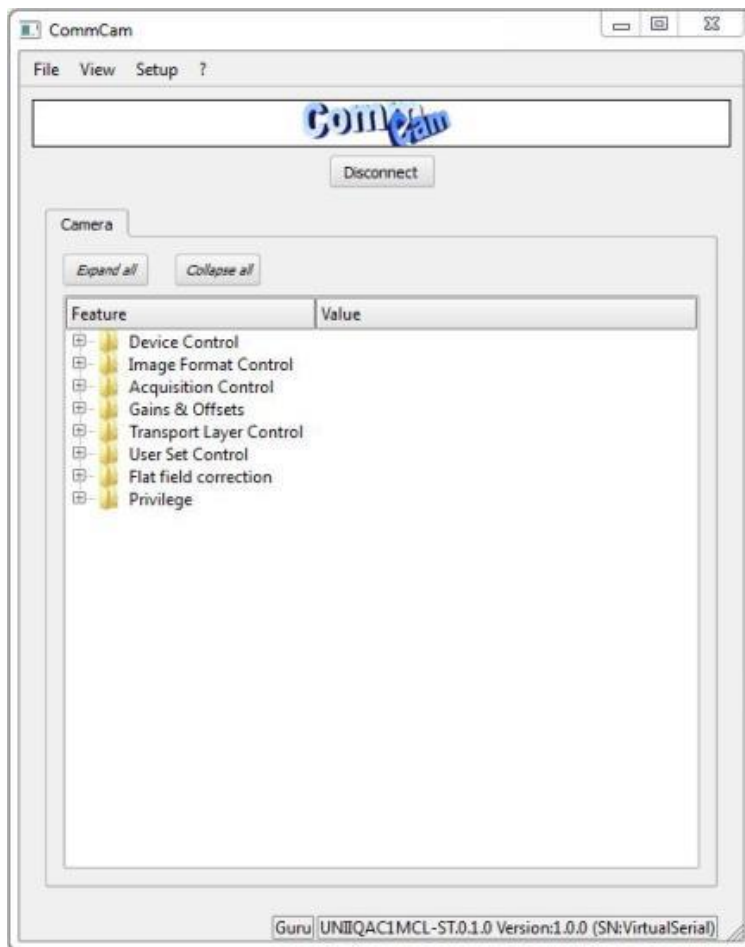 CommCam
File View Setup ?
CommCam
Disconnect
Camera
Expand all Collapse all
Feature Value
Device Control
Image Format Control
Acquisition Control
Gains & Offsets
Transport Layer Control
User Set Control
Flat field correction
Privilege
Guru UNIIQAC1MCL-ST.0.1.0 Version:1.0.0 (SN:VirtualSerial)